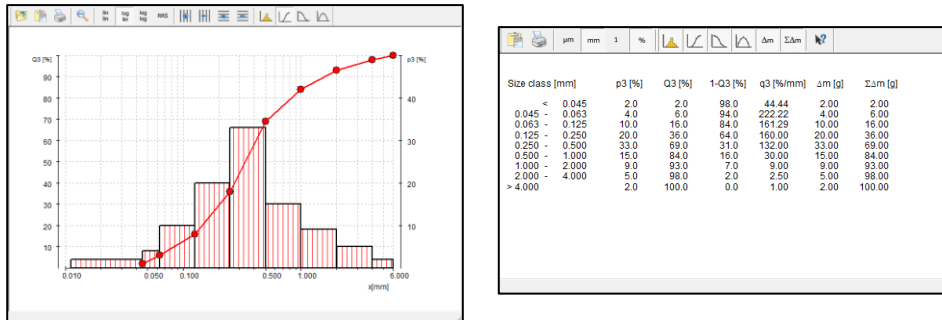 lin lin log lin log log RRS
Q3 [%] p3 [%]
90
80 40
70
60 30
50
40 20
30
20 10
10
0.010 0.050 0.100 0.500 1.000 6.000
x[mm]
µm mm 1 % Δm ΣΔm
Size class [mm] p3 [%] Q3 [%] 1-Q3 [%] q3 [%/mm] Δm [g] ΣΔm [g]
< 0.045 2.0 2.0 98.0 44.44 2.00 2.00
0.045 - 0.063 4.0 6.0 94.0 222.22 4.00 6.00
0.063 - 0.125 10.0 16.0 84.0 161.29 10.00 16.00
0.125 - 0.250 20.0 36.0 64.0 160.00 20.00 36.00
0.250 - 0.500 33.0 69.0 31.0 132.00 33.00 69.00
0.500 - 1.000 15.0 84.0 16.0 30.00 15.00 84.00
1.000 - 2.000 9.0 93.0 7.0 9.00 9.00 93.00
2.000 - 4.000 5.0 98.0 2.0 2.50 5.00 98.00
> 4.000 2.0 100.0 0.0 1.00 2.00 100.00